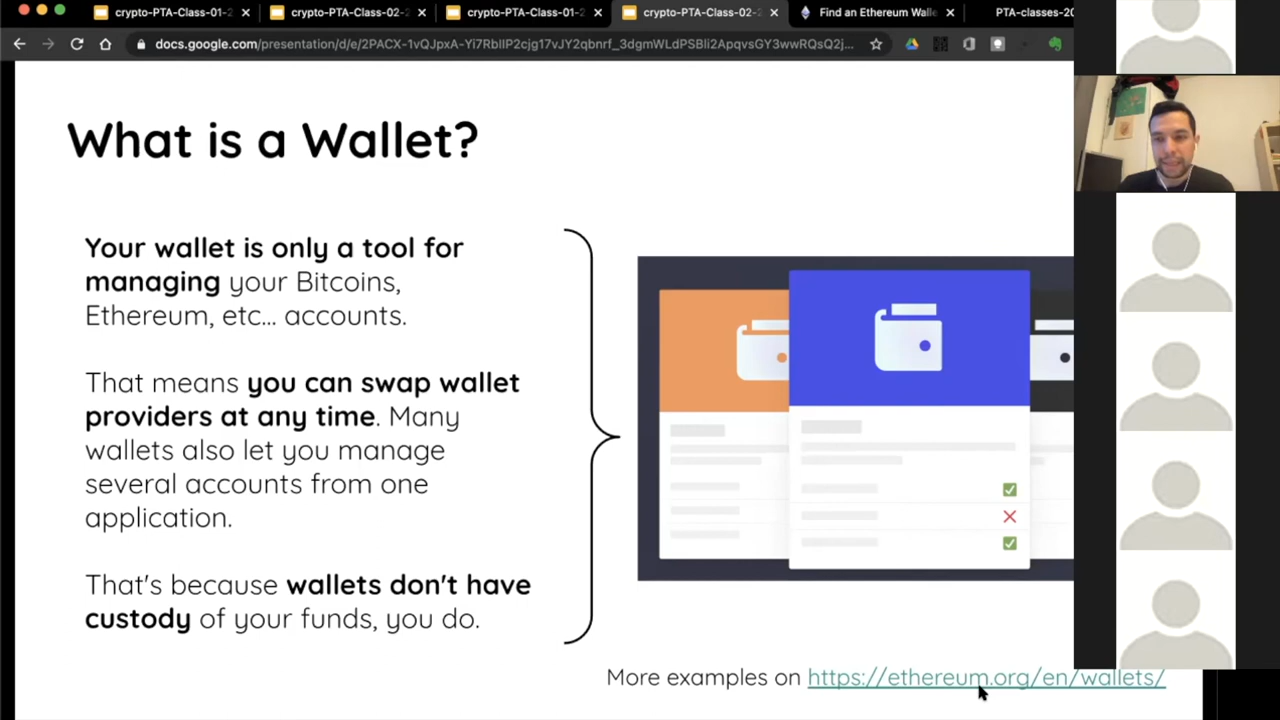 crypto-PTA-Class-01-2
crypto-PTA-Class-02-2
crypto-PTA-Class-01-2
crypto-PTA-Class-02-2
Find an Ethereum Walle
PTA-classes-20
docs.google.com/presentation/d/e/2PACX-1vQJpxA-Yi7RblIP2cjg17vJY2qbnrf_3dgmWLdPSBli2ApqvsGY3wwRQsQ2j...
What is a Wallet?
Your wallet is only a tool for
managing your Bitcoins,
Ethereum, etc... accounts.
That means you can swap wallet
providers at any time. Many
wallets also let you manage
several accounts from one
application.
That's because wallets don't have
custody of your funds, you do.
More examples on https://ethereum.org/en/wallets/